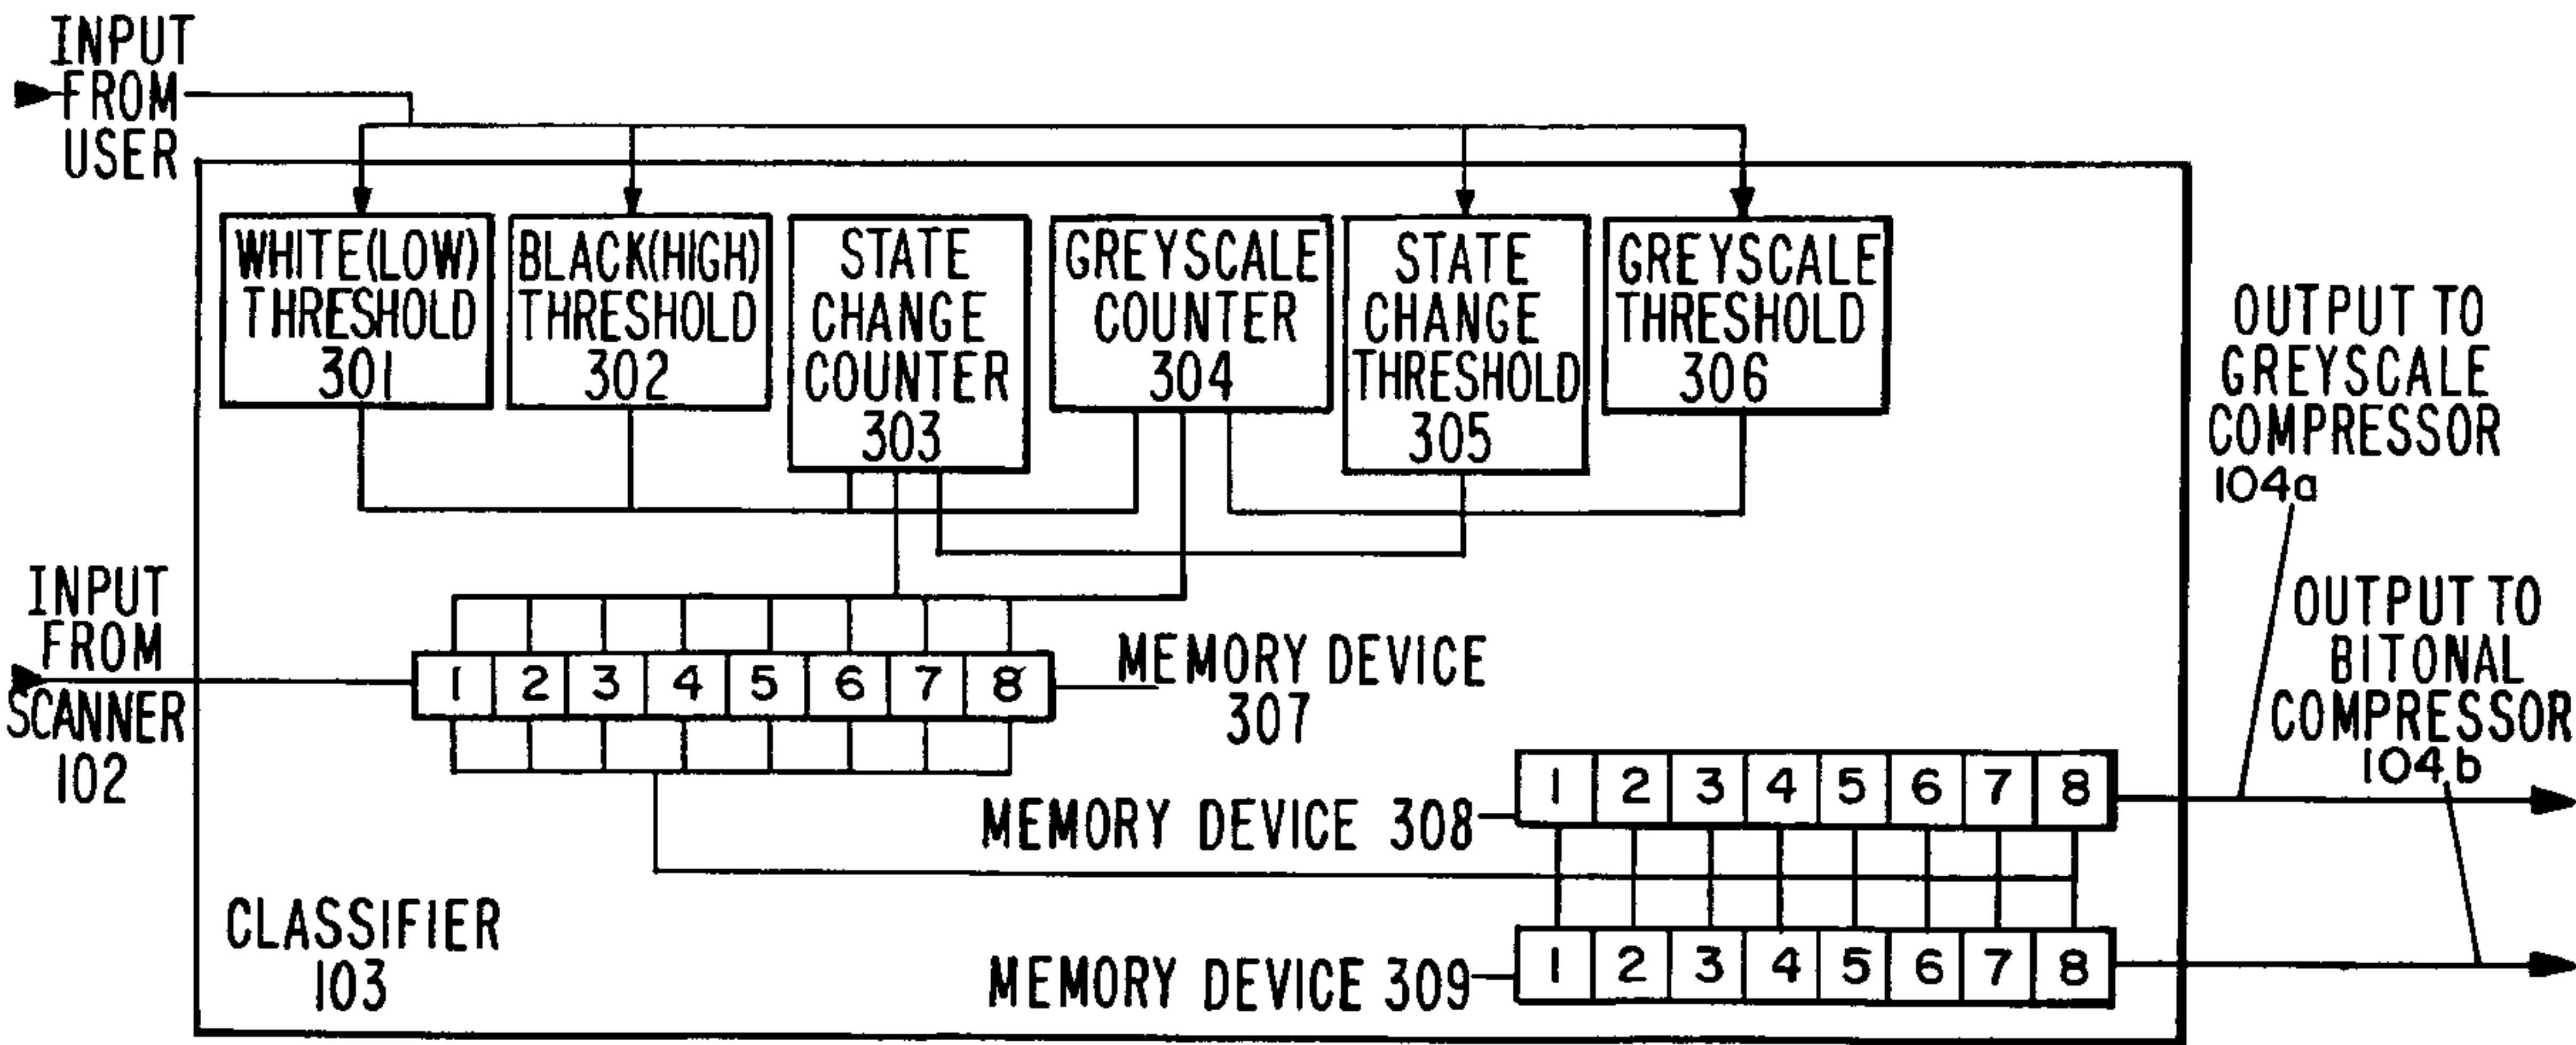 INPUT
FROM
USER
WHITE(LOW)
THRESHOLD
301
BLACK(HIGH)
THRESHOLD
302
STATE
CHANGE
COUNTER
303
GREYSCALE
COUNTER
304
STATE
CHANGE
THRESHOLD
305
GREYSCALE
THRESHOLD
306
OUTPUT TO
GREYSCALE
COMPRESSOR
104a
INPUT
FROM
SCANNER
102
1 2 3 4 5 6 7 8
MEMORY DEVICE
307
OUTPUT TO
BITONAL
COMPRESSOR
104b
MEMORY DEVICE 308
1 2 3 4 5 6 7 8
MEMORY DEVICE 309
1 2 3 4 5 6 7 8
CLASSIFIER
103